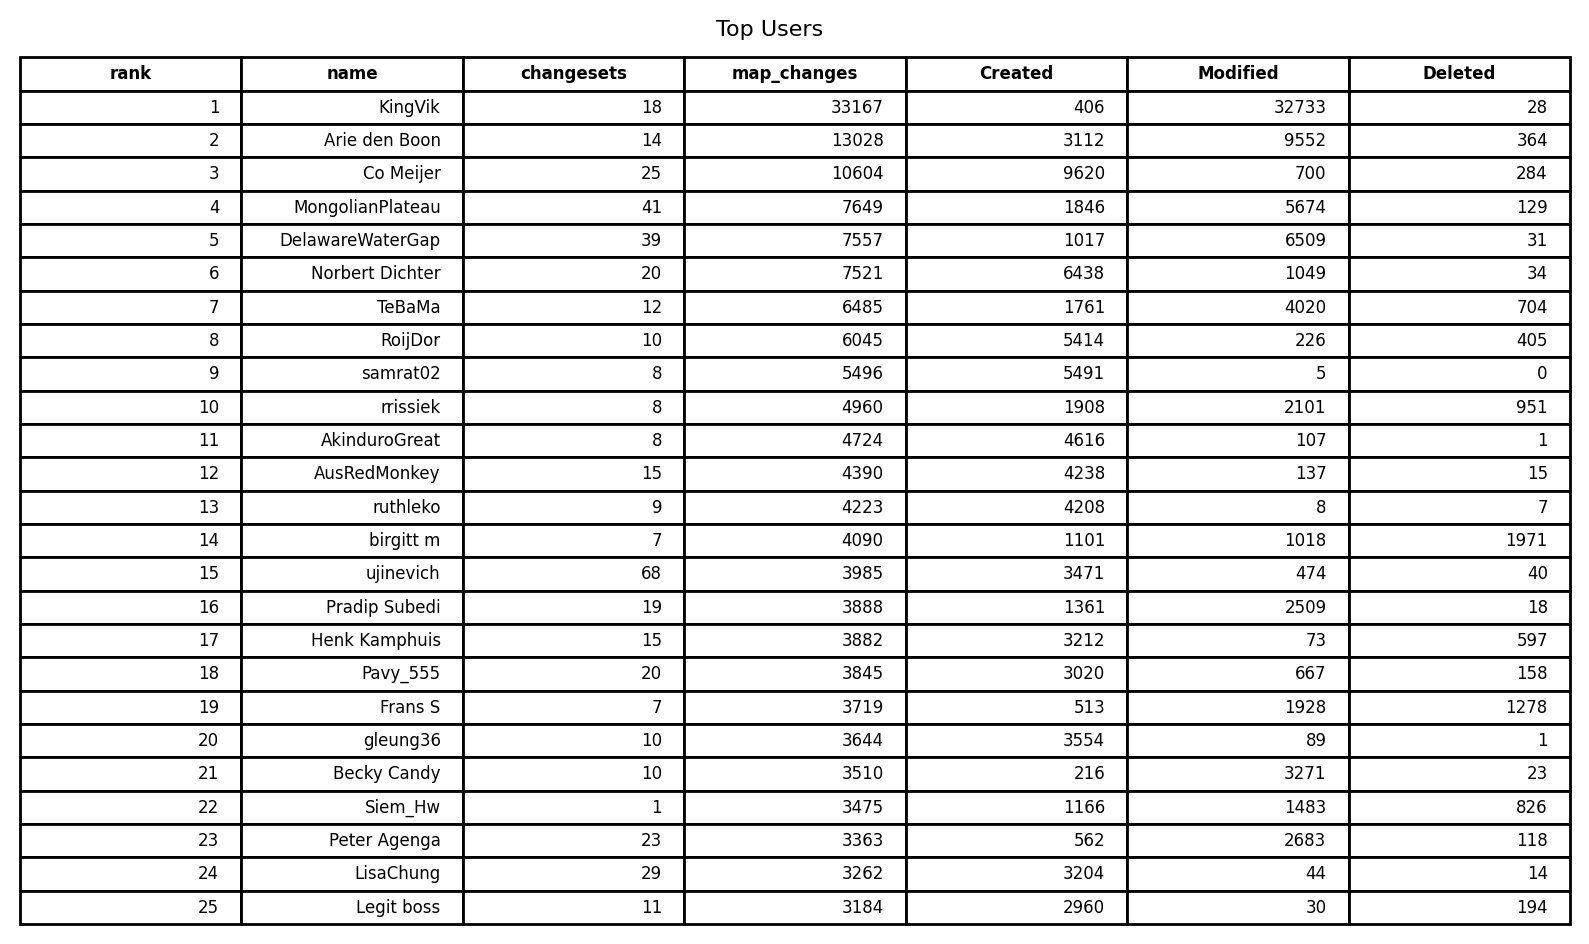 Top Users
rank name changesets map_changes Created Modified Deleted
1 KingVik 18 33167 406 32733 28
2 Arie den Boon 14 13028 3112 9552 364
3 Co Meijer 25 10604 9620 700 284
4 MongolianPlateau 41 7649 1846 5674 129
5 DelawareWaterGap 39 7557 1017 6509 31
6 Norbert Dichter 20 7521 6438 1049 34
7 TeBaMa 12 6485 1761 4020 704
8 RoijDor 10 6045 5414 226 405
9 samrat02 8 5496 5491 5 0
10 rrissiek 8 4960 1908 2101 951
11 AkinduroGreat 8 4724 4616 107 1
12 AusRedMonkey 15 4390 4238 137 15
13 ruthleko 9 4223 4208 8 7
14 birgitt m 7 4090 1101 1018 1971
15 ujinevich 68 3985 3471 474 40
16 Pradip Subedi 19 3888 1361 2509 18
17 Henk Kamphuis 15 3882 3212 73 597
18 Pavy_555 20 3845 3020 667 158
19 Frans S 7 3719 513 1928 1278
20 gleung36 10 3644 3554 89 1
21 Becky Candy 10 3510 216 3271 23
22 Siem_Hw 1 3475 1166 1483 826
23 Peter Agenga 23 3363 562 2683 118
24 LisaChung 29 3262 3204 44 14
25 Legit boss 11 3184 2960 30 194